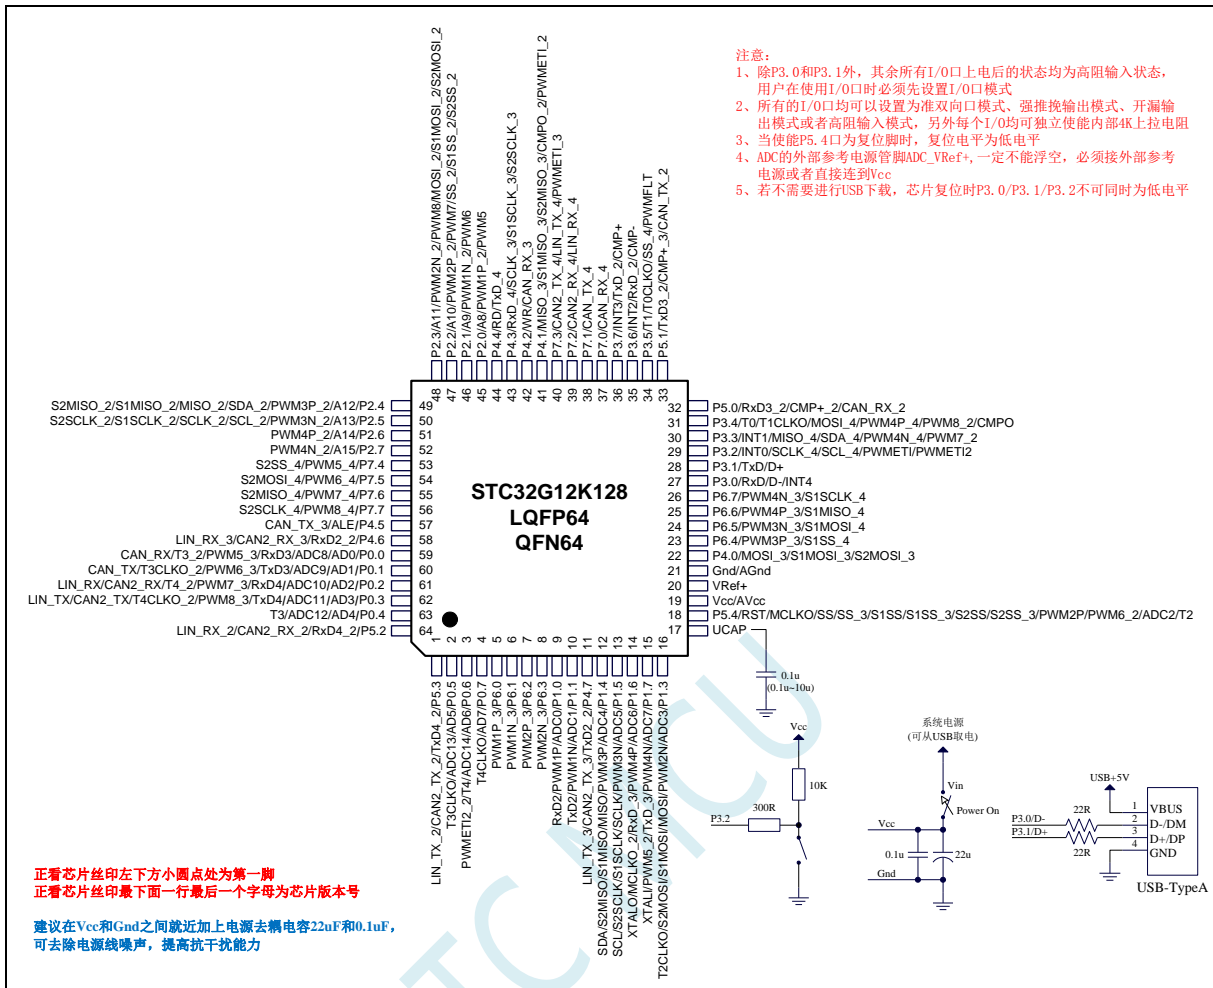 注意:
1、除P3.0和P3.1外，其余所有I/O口上电后的状态均为高阻输入状态，
用户在使用I/O口时必须先设置I/O口模式
2、所有的I/O口均可以设置为准双向口模式、强推挽输出模式、开漏输
出模式或者高阻输入模式，另外每个I/O均可独立使能内部4K上拉电阻
3、当使能P5.4口为复位脚时，复位电平为低电平
4、ADC的外部参考电源管脚ADC_VRef+,一定不能浮空，必须接外部参考
电源或者直接连到Vcc
5、若不需要进行USB下载，芯片复位时P3.0/P3.1/P3.2不可同时为低电平
P2.3/A11/PWM2N_2/PWM8/MOSI_2/S1MOSI_2/S2MOSI_2
P2.2/A10/PWM2P_2/PWM7/SS_2/S1SS_2/S2SS_2
P2.1/A9/PWM1N_2/PWM6
P2.0/A8/PWM1P_2/PWM5
P4.4/RD/TxD_4
P4.3/RxD_4/SCLK_3/S1SCLK_3/S2SCLK_3
P4.2/WR/CAN_RX_3
P4.1/MISO_3/S1MISO_3/S2MISO_3/CMPO_2/PWMETI_2
P7.3/CAN2_TX_4/LIN_TX_4/PWMETI_3
P7.2/CAN2_RX_4/LIN_RX_4
P7.1/CAN_TX_4
P7.0/CAN_RX_4
P3.7/INT3/TxD_2/CMP+
P3.6/INT2/RxD_2/CMP-
P3.5/T1/T0CLKO/SS_4/PWMFLT
P5.1/TxD3_2/CMP+_3/CAN_TX_2
48 47 46 45 44 43 42 41 40 39 38 37 36 35 34 33
S2MISO_2/S1MISO_2/MISO_2/SDA_2/PWM3P_2/A12/P2.4 49
S2SCLK_2/S1SCLK_2/SCLK_2/SCL_2/PWM3N_2/A13/P2.5 50
PWM4P_2/A14/P2.6 51
PWM4N_2/A15/P2.7 52
S2SS_4/PWM5_4/P7.4 53
S2MOSI_4/PWM6_4/P7.5 54
S2MISO_4/PWM7_4/P7.6 55
S2SCLK_4/PWM8_4/P7.7 56
CAN_TX_3/ALE/P4.5 57
LIN_RX_3/CAN2_RX_3/RxD2_2/P4.6 58
CAN_RX/T3_2/PWM5_3/RxD3/ADC8/AD0/P0.0 59
CAN_TX/T3CLKO_2/PWM6_3/TxD3/ADC9/AD1/P0.1 60
LIN_RX/CAN2_RX/T4_2/PWM7_3/RxD4/ADC10/AD2/P0.2 61
LIN_TX/CAN2_TX/T4CLKO_2/PWM8_3/TxD4/ADC11/AD3/P0.3 62
T3/ADC12/AD4/P0.4 63
LIN_RX_2/CAN2_RX_2/RxD4_2/P5.2 64
STC32G12K128
LQFP64
QFN64
32 P5.0/RxD3_2/CMP+_2/CAN_RX_2
31 P3.4/T0/T1CLKO/MOSI_4/PWM4P_4/PWM8_2/CMPO
30 P3.3/INT1/MISO_4/SDA_4/PWM4N_4/PWM7_2
29 P3.2/INT0/SCLK_4/SCL_4/PWMETI/PWMETI2
28 P3.1/TxD/D+
27 P3.0/RxD/D-/INT4
26 P6.7/PWM4N_3/S1SCLK_4
25 P6.6/PWM4P_3/S1MISO_4
24 P6.5/PWM3N_3/S1MOSI_4
23 P6.4/PWM3P_3/S1SS_4
22 P4.0/MOSI_3/S1MOSI_3/S2MOSI_3
21 Gnd/AGnd
20 VRef+
19 Vcc/AVcc
18 P5.4/RST/MCLKO/SS/SS_3/S1SS/S1SS_3/S2SS/S2SS_3/PWM2P/PWM6_2/ADC2/T2
17 UCAP
1 2 3 4 5 6 7 8 9 10 11 12 13 14 15 16
LIN_TX_2/CAN2_TX_2/TxD4_2/P5.3
T3CLKO/ADC13/AD5/P0.5
PWMETI2_2/T4/ADC14/AD6/P0.6
T4CLKO/AD7/P0.7
PWM1P_3/P6.0
PWM1N_3/P6.1
PWM2P_3/P6.2
PWM2N_3/P6.3
RxD2/PWM1P/ADC0/P1.0
TxD2/PWM1N/ADC1/P1.1
LIN_TX_3/CAN2_TX_3/TxD2_2/P4.7
SDA/S2MISO/S1MISO/MISO/PWM3P/ADC4/P1.4
SCL/S2SCLK/S1SCLK/SCLK/PWM3N/ADC5/P1.5
XTALO/MCLKO_2/RxD_3/PWM4P/ADC6/P1.6
XTALI/PWM5_2/TxD_3/PWM4N/ADC7/P1.7
T2CLKO/S2MOSI/S1MOSI/MOSI/PWM2N/ADC3/P1.3
0.1u
(0.1u~10u)
Vcc
10K
300R
P3.2
系统电源
(可从USB取电)
Vin
Power On
Vcc
0.1u
22u
Gnd
USB+5V
P3.0/D-
P3.1/D+
22R
22R
1 VBUS
2 D-/DM
3 D+/DP
4 GND
USB-TypeA
正看芯片丝印左下方小圆点处为第一脚
正看芯片丝印最下面一行最后一个字母为芯片版本号
建议在Vcc和Gnd之间就近加上电源去耦电容22uF和0.1uF，
可去除电源线噪声，提高抗干扰能力
STC MCU